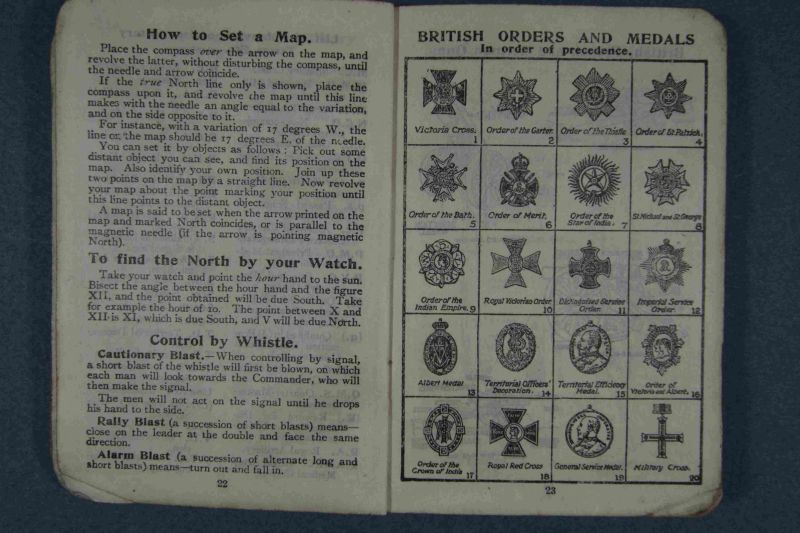 How to Set a Map.
Place the compass over the arrow on the map, and
revolve the latter, without disturbing the compass, until
the needle and arrow coincide.
If the true North line only is shown, place the
compass upon it, and revolve the map until this line
makes with the needle an angle equal to the variation,
and on the side opposite to it.
For instance, with a variation of 17 degrees W., the
line on the map should be 17 degrees E. of the needle.
You can set it by objects as follows: Pick out some
distant object you can see, and find its position on the
map. Also identify your own position. Join up these
two points on the map by a straight line. Now revolve
your map about the point marking your position until
this line points to the distant object.
A map is said to be set when the arrow printed on the
map and marked North coincides, or is parallel to the
magnetic needle (if the arrow is pointing magnetic
North).
To find the North by your Watch.
Take your watch and point the hour hand to the sun.
Bisect the angle between the hour hand and the figure
XII, and the point obtained will be due South. Take
for example the hour of 10. The point between X and
XII is XI, which is due South, and V will be due North.
Control by Whistle.
Cautionary Blast.—When controlling by signal,
a short blast of the whistle will first be blown, on which
each man will look towards the Commander, who will
then make the signal.
The men will not act on the signal until he drops
his hand to the side.
Rally Blast (a succession of short blasts) means—
close on the leader at the double and face the same
direction.
Alarm Blast (a succession of alternate long and
short blasts) means—turn out and fall in.
22
BRITISH ORDERS AND MEDALS
In order of precedence.
Victoria Cross.
1
Order of the Garter.
2
Order of the Thistle.
3
Order of St Patrick.
4
Order of the Bath.
5
Order of Merit.
6
Order of the
Star of India.
7
St Michael and St George
8
Order of the
Indian Empire.
9
Royal Victorian Order.
10
Distinguished Service
Order.
11
Imperial Service
Order.
12
Albert Medal
13
Territorial Officers'
Decoration.
14
Territorial Efficiency
Medal.
15
Order of
Victoria and Albert.
16
Order of the
Crown of India
17
Royal Red Cross
18
General Service Medal.
19
Military Cross.
20
23